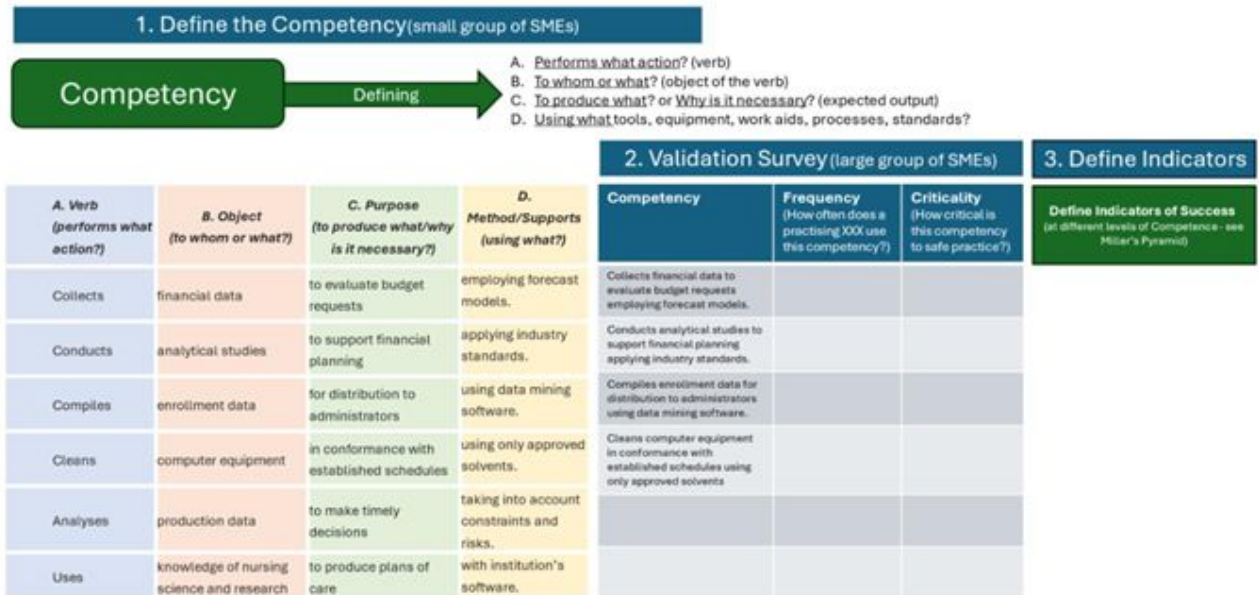 1. Define the Competency(small group of SMEs)
Competency
Defining
A. Performs what action? (verb)
B. To whom or what? (object of the verb)
C. To produce what? or Why is it necessary? (expected output)
D. Using what tools, equipment, work aids, processes, standards?
2. Validation Survey (large group of SMEs)
3. Define Indicators
A. Verb
(performs what
action?)
B. Object
(to whom or what?)
C. Purpose
(to produce what/why
is it necessary?)
D.
Method/Supports
(using what?)
Competency
Frequency
(How often does a
practising XXX use
this competency?)
Criticality
(How critical is
this competency
to safe practice?)
Define Indicators of Success
(at different levels of Competence - see
Miller's Pyramid)
Collects
financial data
to evaluate budget
requests
employing forecast
models.
Collects financial data to
evaluate budget requests
employing forecast models.
Conducts
analytical studies
to support financial
planning
applying industry
standards.
Conducts analytical studies to
support financial planning
applying industry standards.
Compiles
enrollment data
for distribution to
administrators
using data mining
software.
Compiles enrollment data for
distribution to administrators
using data mining software.
Cleans
computer equipment
in conformance with
established schedules
using only approved
solvents.
Cleans computer equipment
in conformance with
established schedules using
only approved solvents
Analyses
production data
to make timely
decisions
taking into account
constraints and
risks.
Uses
knowledge of nursing
science and research
to produce plans of
care
with institution's
software.